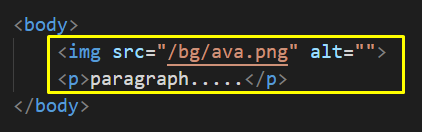 <body>
<img src="/bg/ava.png" alt="">
<p>paragraph.....</p>
</body>